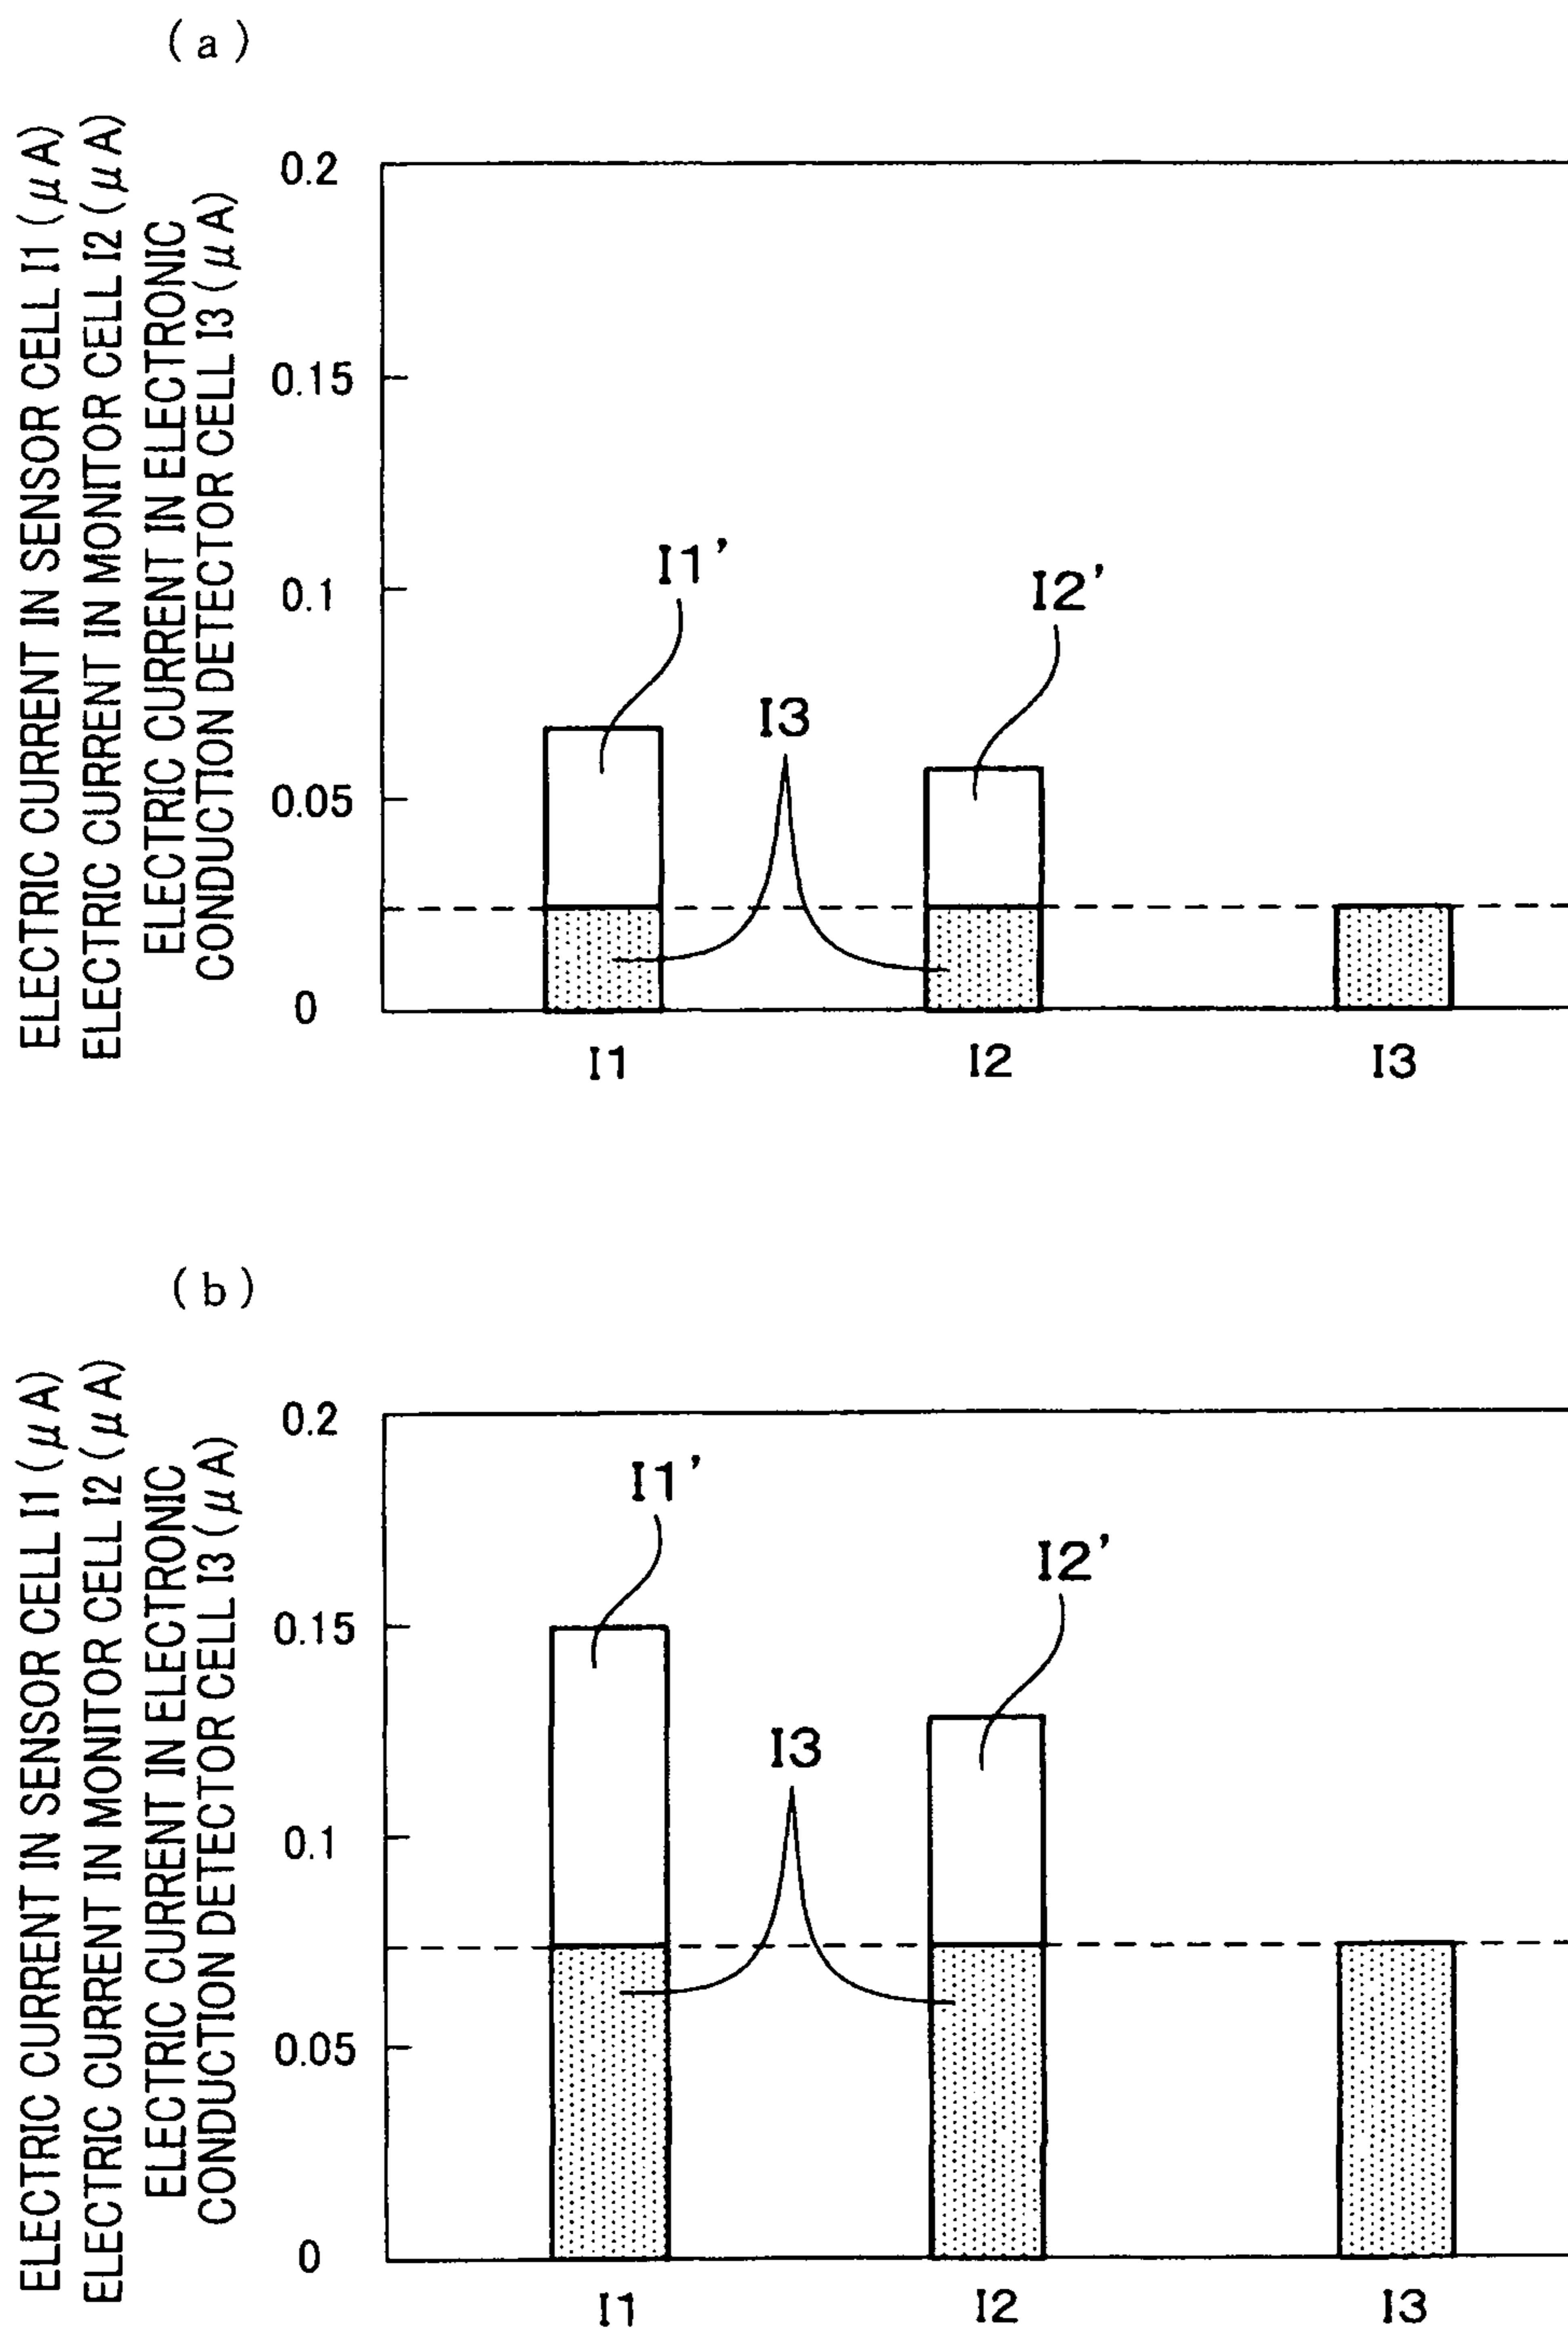 (a)
ELECTRIC CURRENT IN SENSOR CELL I1 (μA)
ELECTRIC CURRENT IN MONITOR CELL I2 (μA)
ELECTRIC CURRENT IN ELECTRONIC
CONDUCTION DETECTOR CELL I3 (μA)
0.2
0.15
0.1
0.05
0
I1’
I2’
I3
I1
I2
I3
(b)
ELECTRIC CURRENT IN SENSOR CELL I1 (μA)
ELECTRIC CURRENT IN MONITOR CELL I2 (μA)
ELECTRIC CURRENT IN ELECTRONIC
CONDUCTION DETECTOR CELL I3 (μA)
0.2
0.15
0.1
0.05
0
I1’
I2’
I3
I1
I2
I3